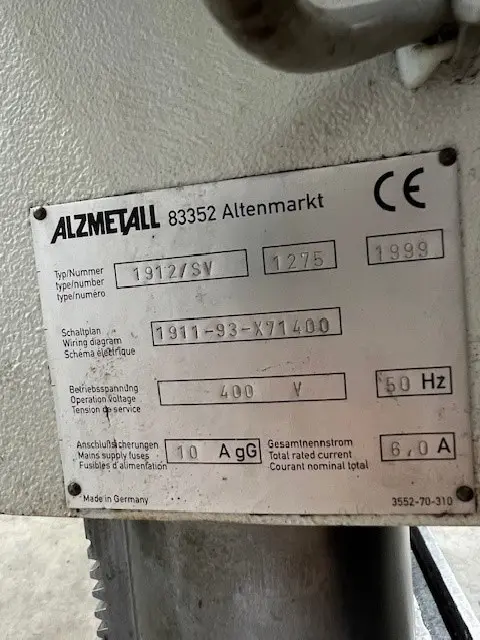 ALZMETALL 83352 Altenmarkt CE
Typ/Nummer
type/number
type/numéro
1912/SV 1275 1999
Schaltplan
Wiring diagram
Schéma électrique
1911-93-X71400
Betriebsspannung
Operation voltage
Tension de service
400 V 50 Hz
Anschlußsicherungen
Mains supply fuses
Fusibles d'alimentation
10 A gG
Gesamtnennstrom
Total rated current
Courant nominal total
6,0 A
Made in Germany 3552-70-310